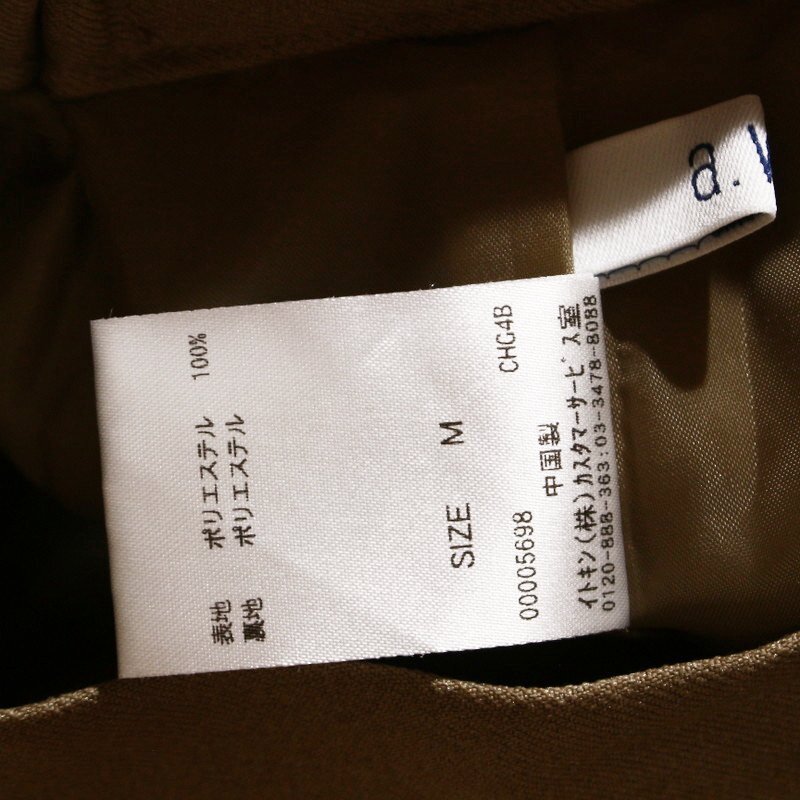 a.v
表地 ポリエステル 100%
裏地 ポリエステル
SIZE M
00005698 CHG4B
中国製
イトキン(株)カスタマーサービス室
0120-888-363:03-3478-8088